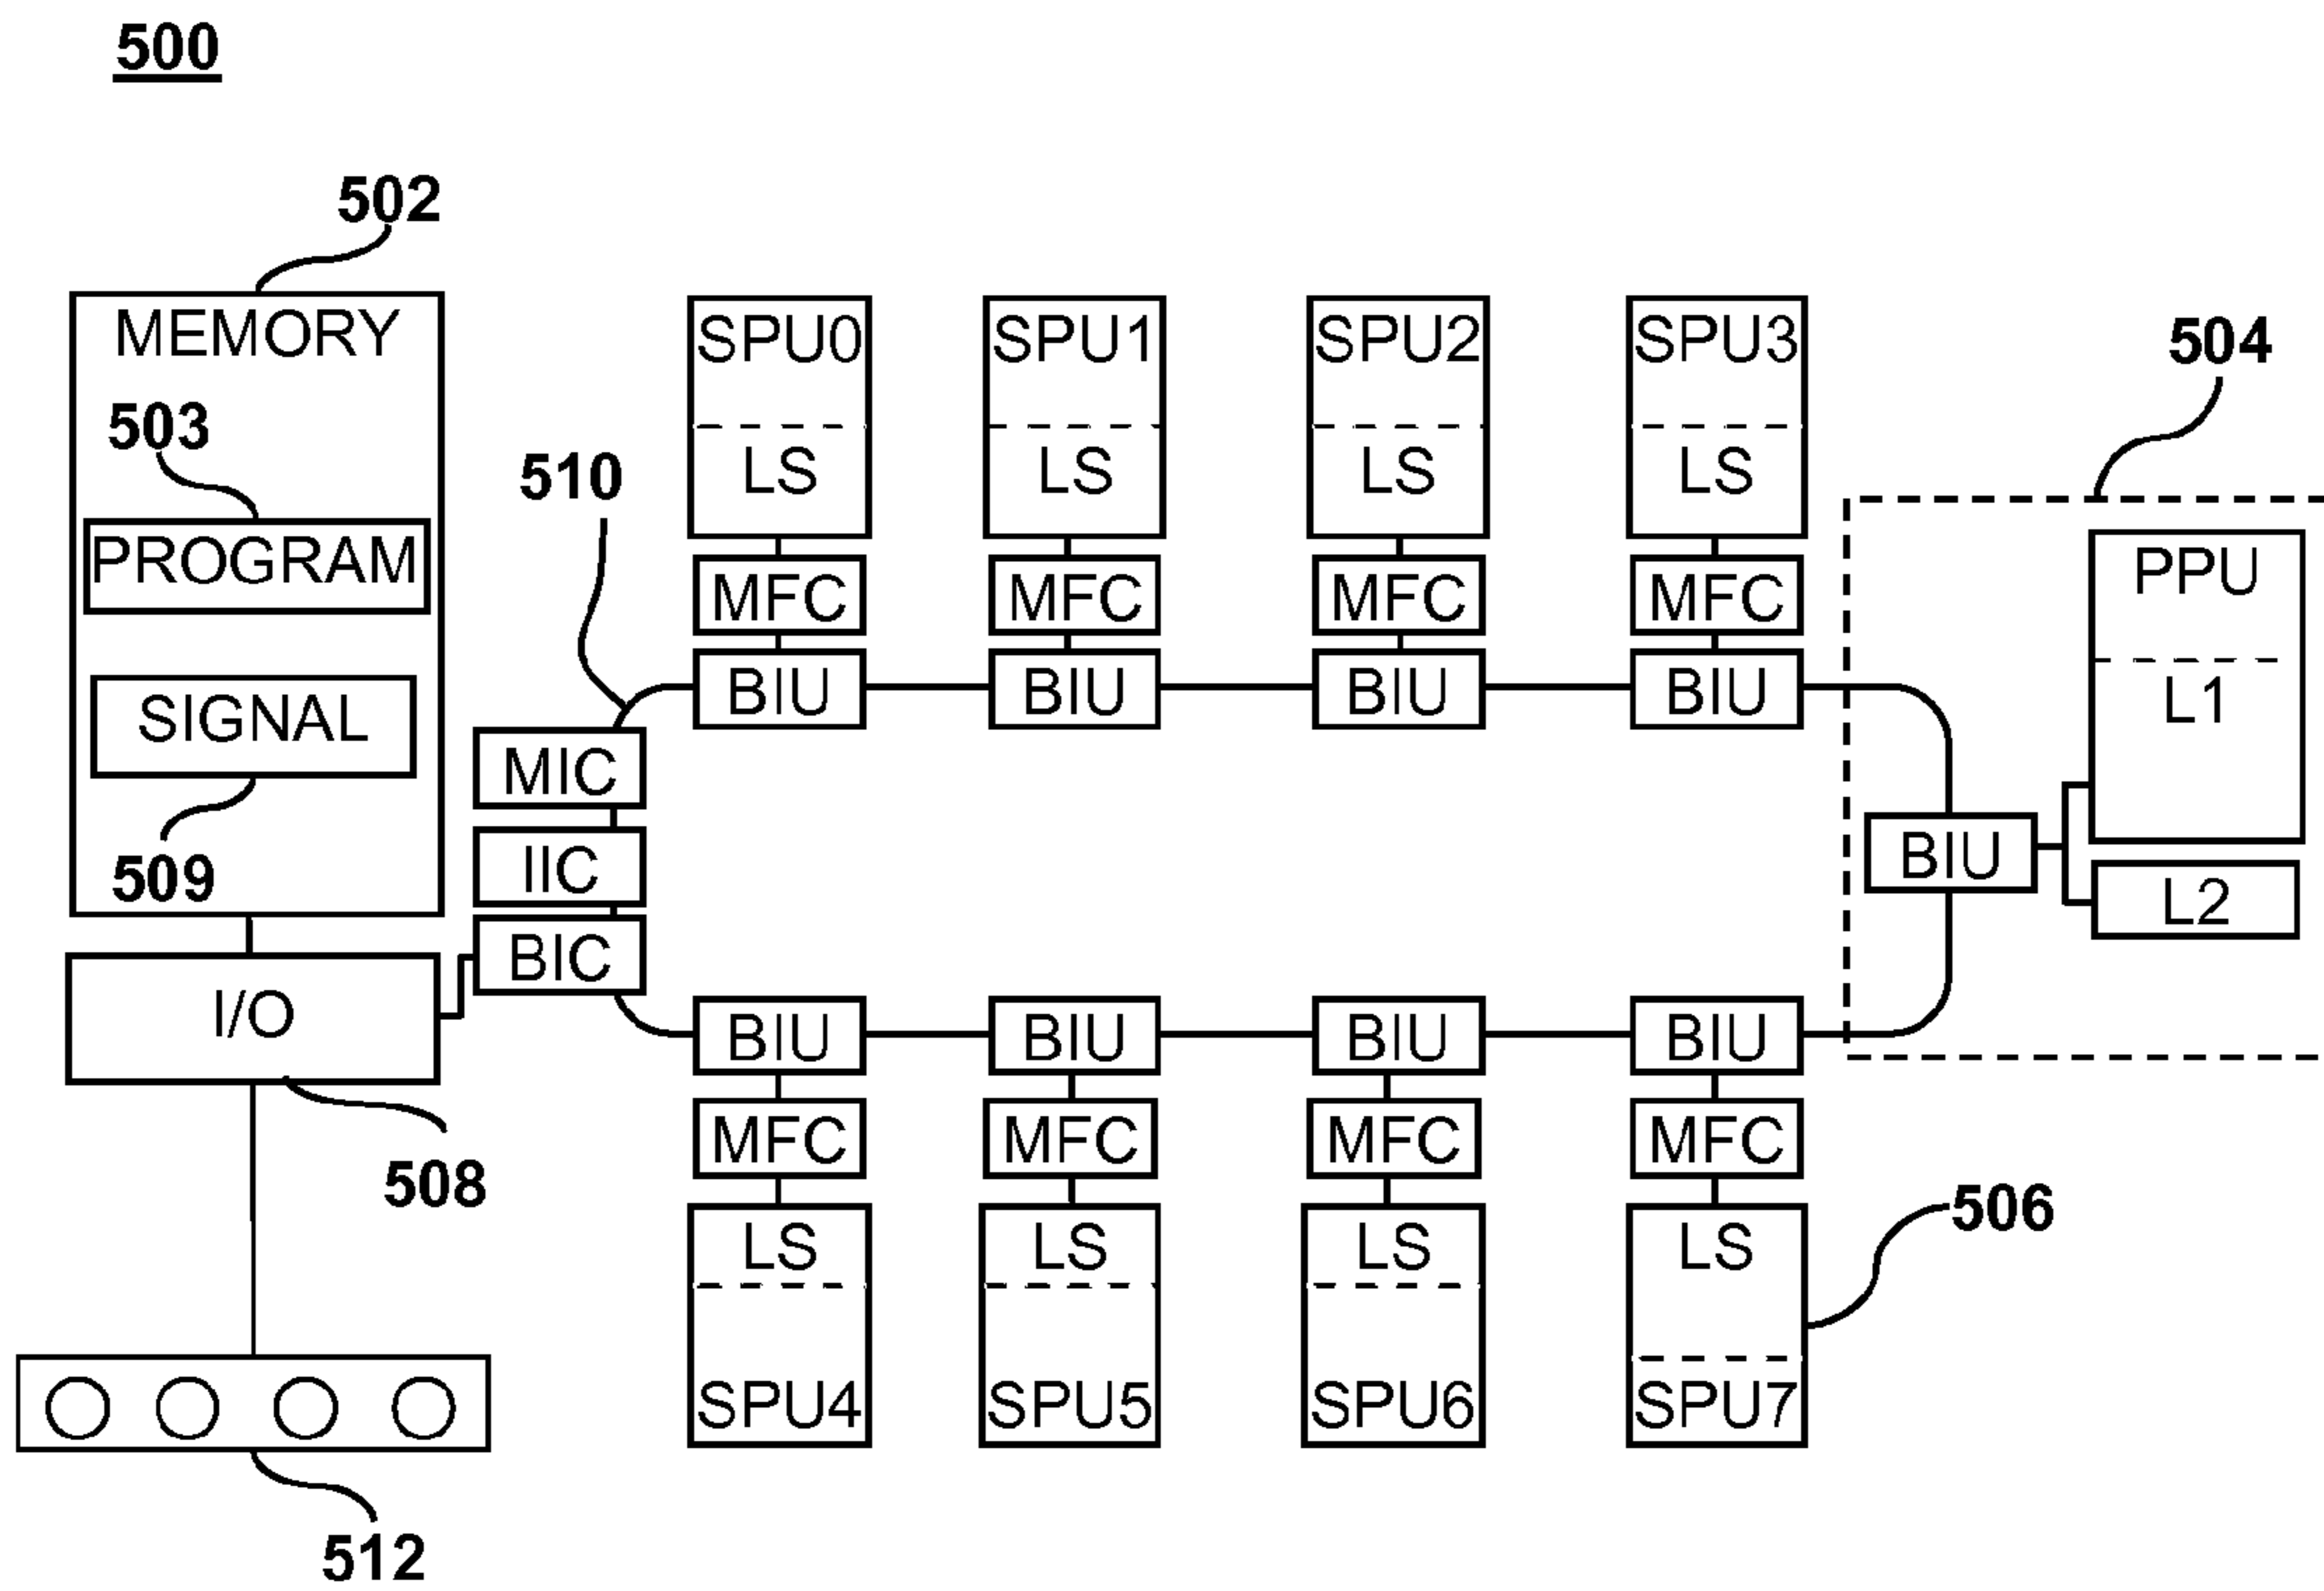 500
502
MEMORY
503
PROGRAM
SIGNAL
509
I/O
508
512
510
MIC
IIC
BIC
SPU0 SPU1 SPU2 SPU3
LS LS LS LS
MFC MFC MFC MFC
BIU BIU BIU BIU
504
PPU
L1
BIU
L2
BIU BIU BIU BIU
MFC MFC MFC MFC
LS LS LS LS
SPU4 SPU5 SPU6 SPU7
506